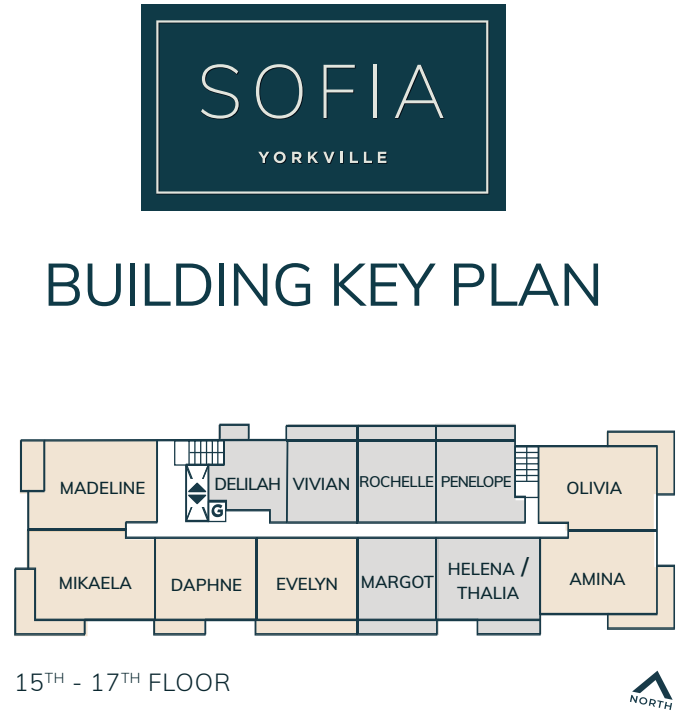 SOFIA
YORKVILLE
BUILDING KEY PLAN
MADELINE
DELILAH
VIVIAN
ROCHELLE
PENELOPE
OLIVIA
G
MIKAELA
DAPHNE
EVELYN
MARGOT
HELENA /
THALIA
AMINA
15TH - 17TH FLOOR
NORTH